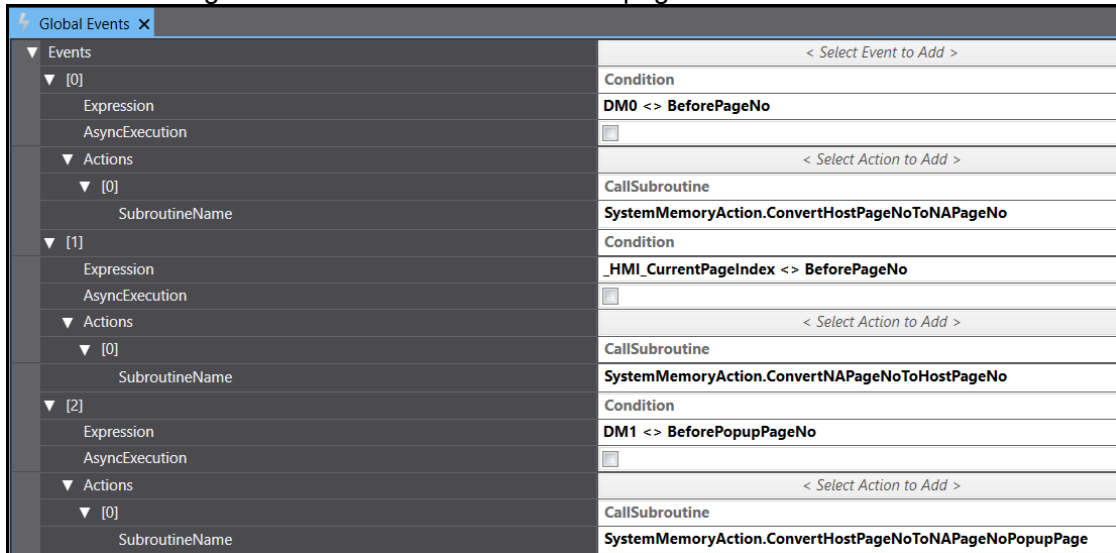 Global Events ×
Events < Select Event to Add >
[0] Condition
Expression DM0 <> BeforePageNo
AsyncExecution
Actions < Select Action to Add >
[0] CallSubroutine
SubroutineName SystemMemoryAction.ConvertHostPageNoToNAPageNo
[1] Condition
Expression _HMI_CurrentPageIndex <> BeforePageNo
AsyncExecution
Actions < Select Action to Add >
[0] CallSubroutine
SubroutineName SystemMemoryAction.ConvertNAPageNoToHostPageNo
[2] Condition
Expression DM1 <> BeforePopupPageNo
AsyncExecution
Actions < Select Action to Add >
[0] CallSubroutine
SubroutineName SystemMemoryAction.ConvertHostPageNoToNAPageNoPopupPage